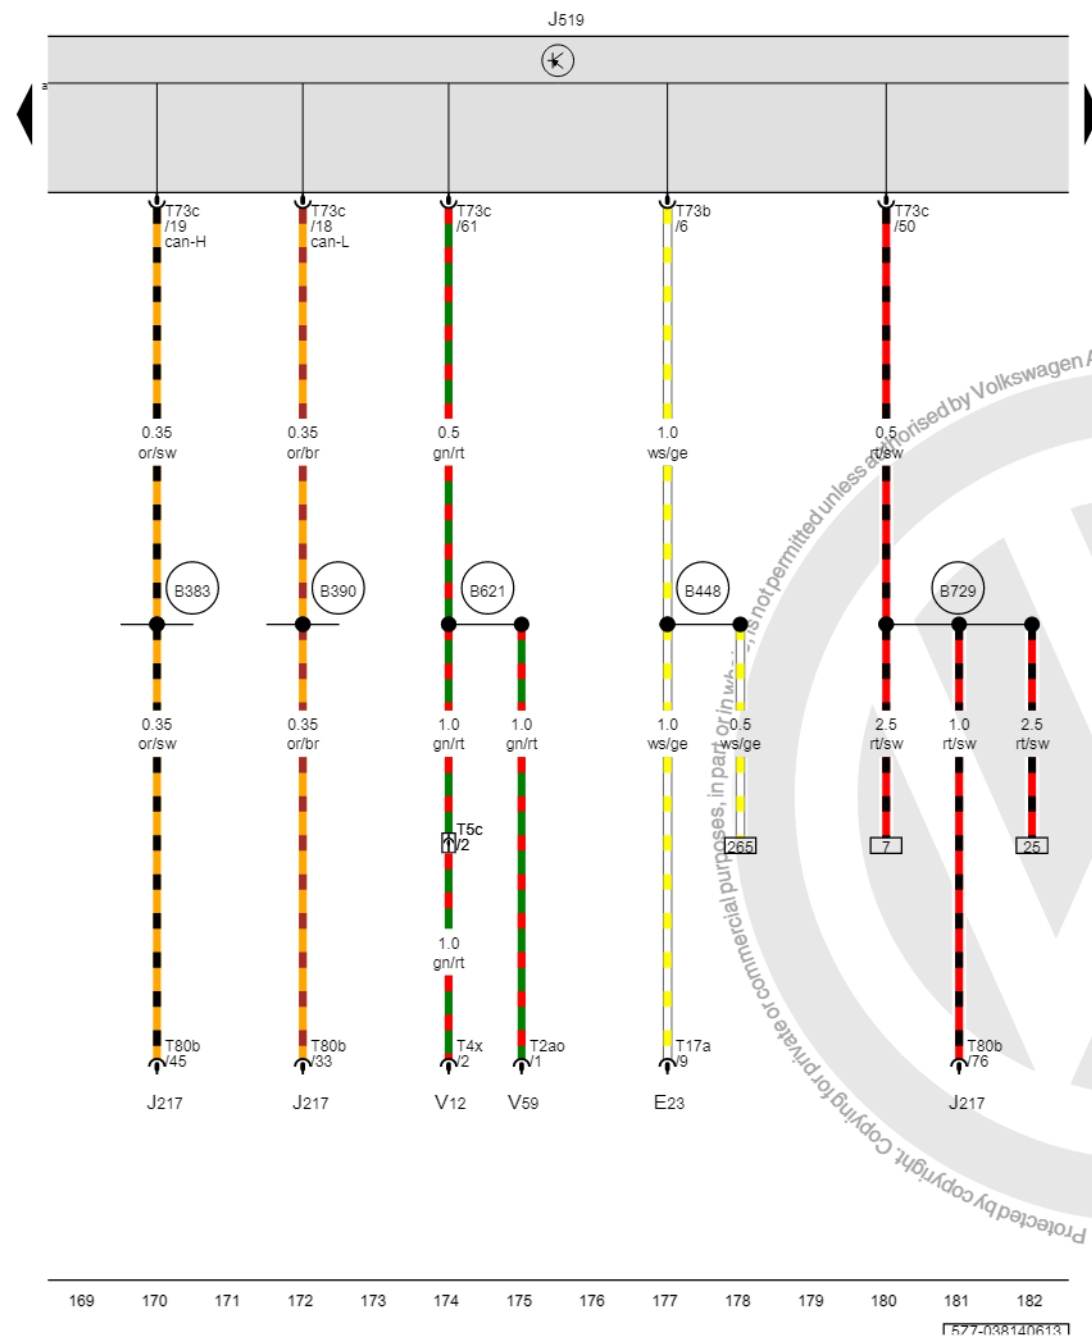 J519
a
T73c
/19
can-H
T73c
/18
can-L
T73c
/61
T73b
/6
T73c
/50
0.35
or/sw
0.35
or/br
0.5
gn/rt
1.0
ws/ge
0.5
rt/sw
B383
B390
B621
B448
B729
0.35
or/sw
0.35
or/br
1.0
gn/rt
1.0
gn/rt
1.0
ws/ge
0.5
ws/ge
2.5
rt/sw
1.0
rt/sw
2.5
rt/sw
T5c
/2
265
7
25
1.0
gn/rt
T80b
/45
T80b
/33
T4x
/2
T2ao
/1
T17a
/9
T80b
/76
J217
J217
V12
V59
E23
J217
Protected by copyright. Copying for private or commercial purposes, in part or in whole, is not permitted unless authorised by Volkswagen A
169 170 171 172 173 174 175 176 177 178 179 180 181 182
577-038140613